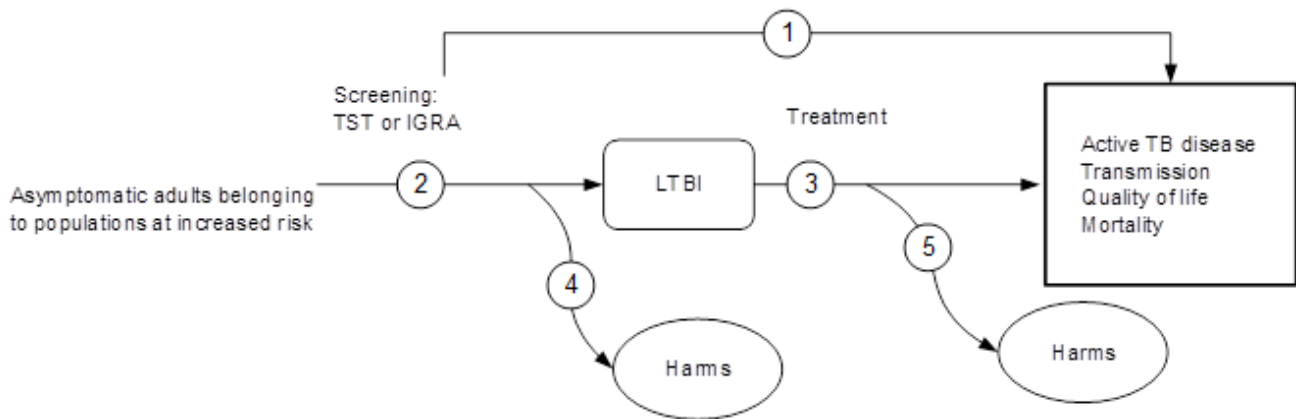 1
Screening:
TST or IGRA
Treatment
Active TB disease
Transmission
Quality of life
Mortality
2
LTBI
3
Asymptomatic adults belonging
to populations at increased risk
5
4
Harms
Harms